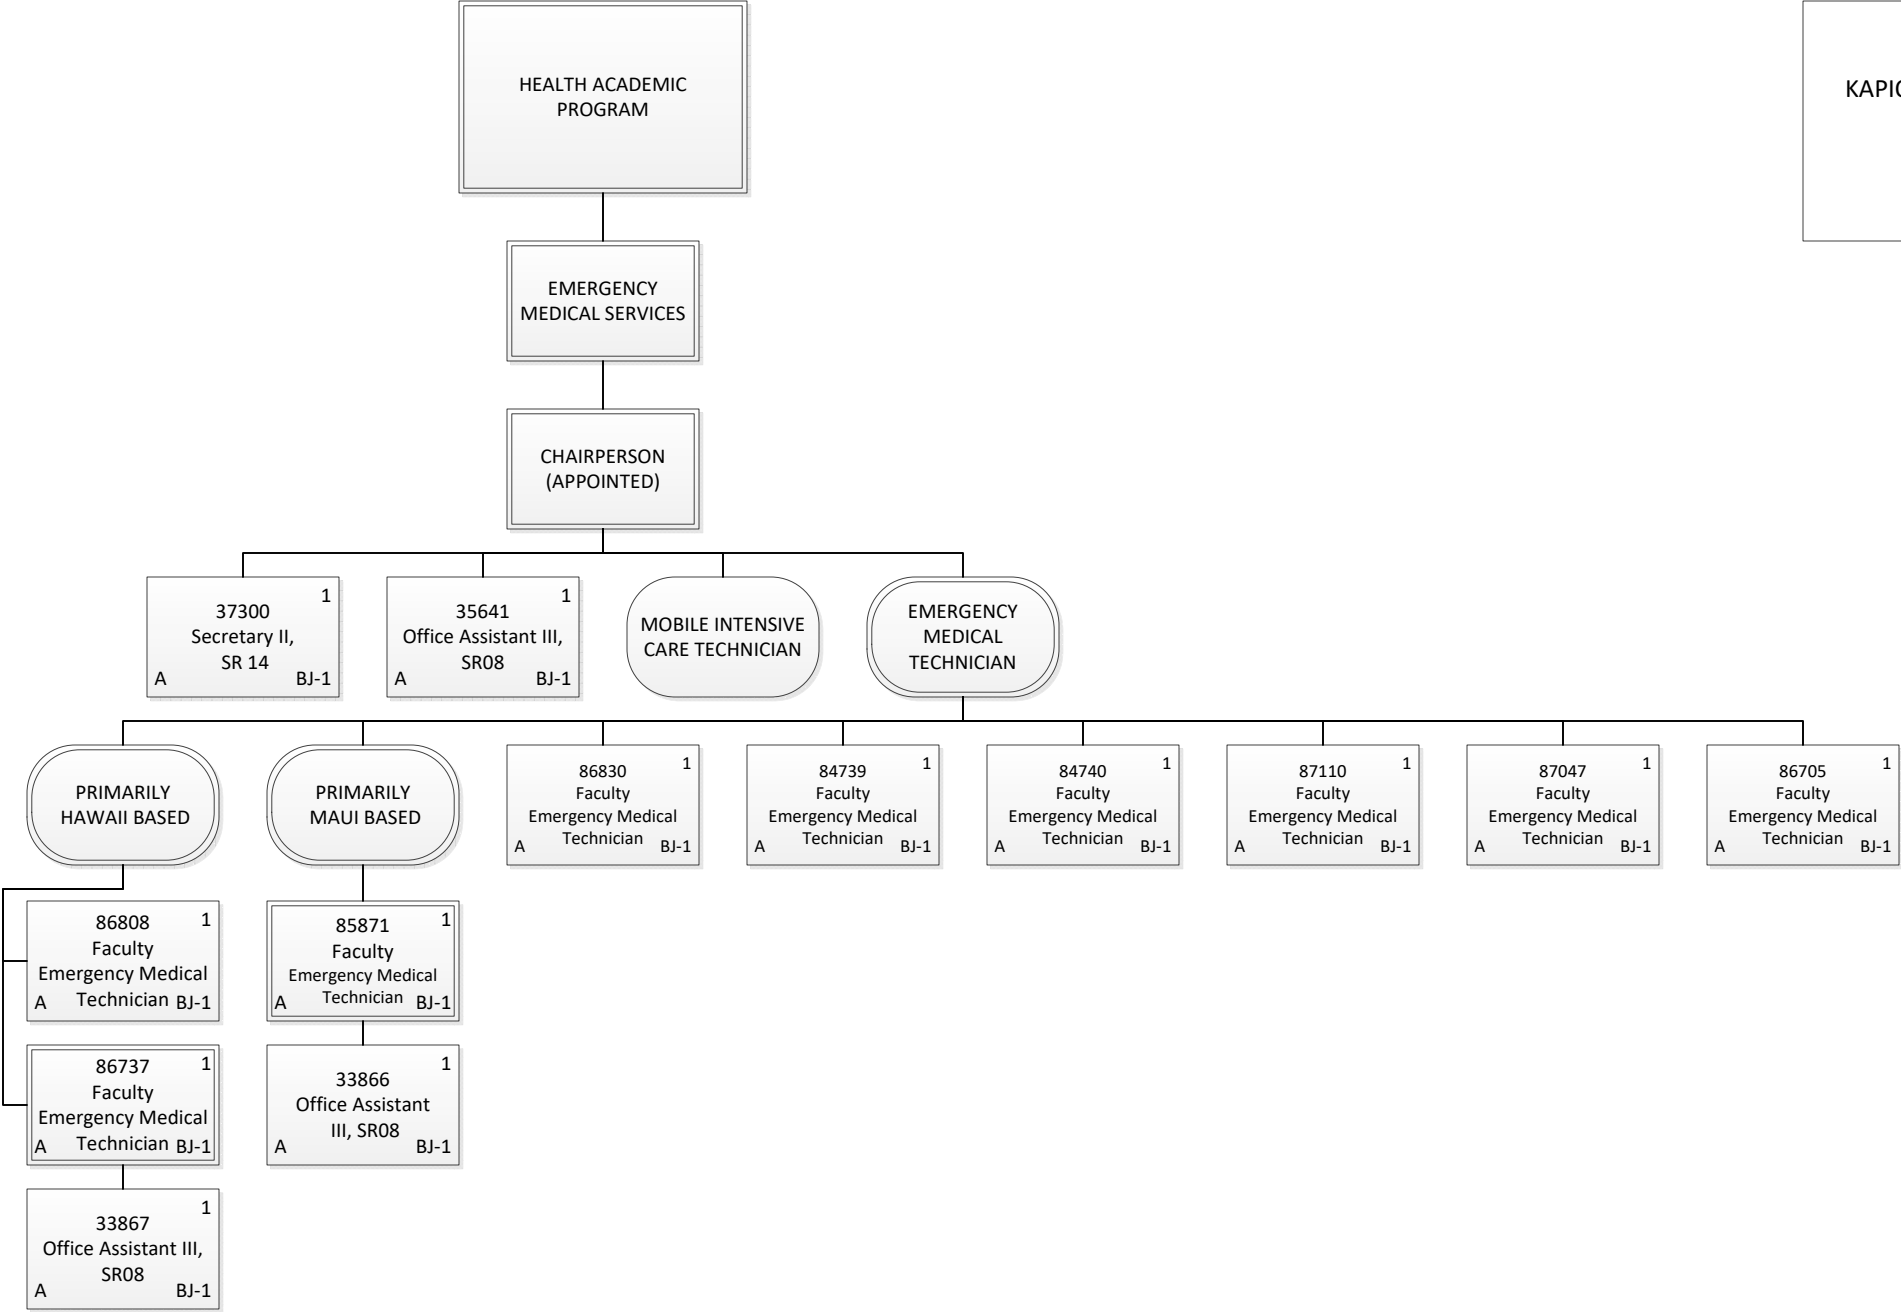 HEALTH ACADEMIC
PROGRAM
EMERGENCY
MEDICAL SERVICES
CHAIRPERSON
(APPOINTED)
1
37300
Secretary II,
SR 14
A BJ-1
1
35641
Office Assistant III,
SR08
A BJ-1
MOBILE INTENSIVE
CARE TECHNICIAN
EMERGENCY
MEDICAL
TECHNICIAN
PRIMARILY
HAWAII BASED
PRIMARILY
MAUI BASED
1
86830
Faculty
Emergency Medical
Technician
A BJ-1
1
84739
Faculty
Emergency Medical
Technician
A BJ-1
1
84740
Faculty
Emergency Medical
Technician
A BJ-1
1
87110
Faculty
Emergency Medical
Technician
A BJ-1
1
87047
Faculty
Emergency Medical
Technician
A BJ-1
1
86705
Faculty
Emergency Medical
Technician
A BJ-1
1
86808
Faculty
Emergency Medical
Technician
A BJ-1
1
86737
Faculty
Emergency Medical
Technician
A BJ-1
1
33867
Office Assistant III,
SR08
A BJ-1
1
85871
Faculty
Emergency Medical
Technician
A BJ-1
1
33866
Office Assistant
III, SR08
A BJ-1